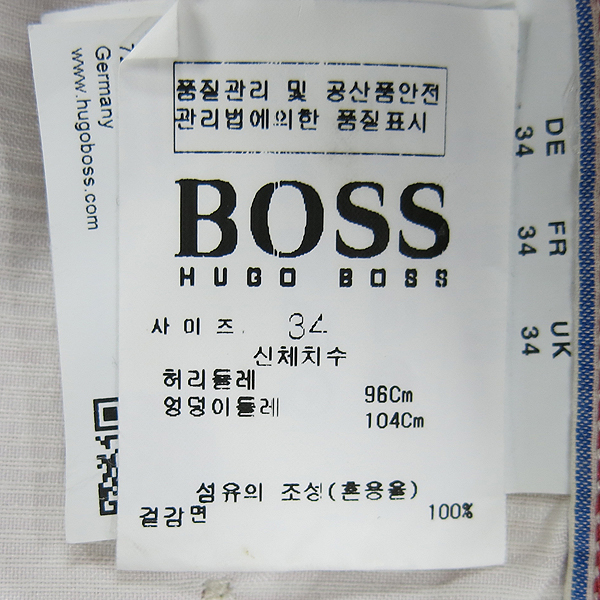 품질관리 및 공산품안전
관리법에의한 품질표시
BOSS
HUGO BOSS
사이즈. 34
신체치수
허리둘레 96Cm
엉덩이둘레 104Cm
섬유의 조성(혼용율)
겉감면 100%
Germany
www.hugoboss.com
DE FR UK
34 34 34